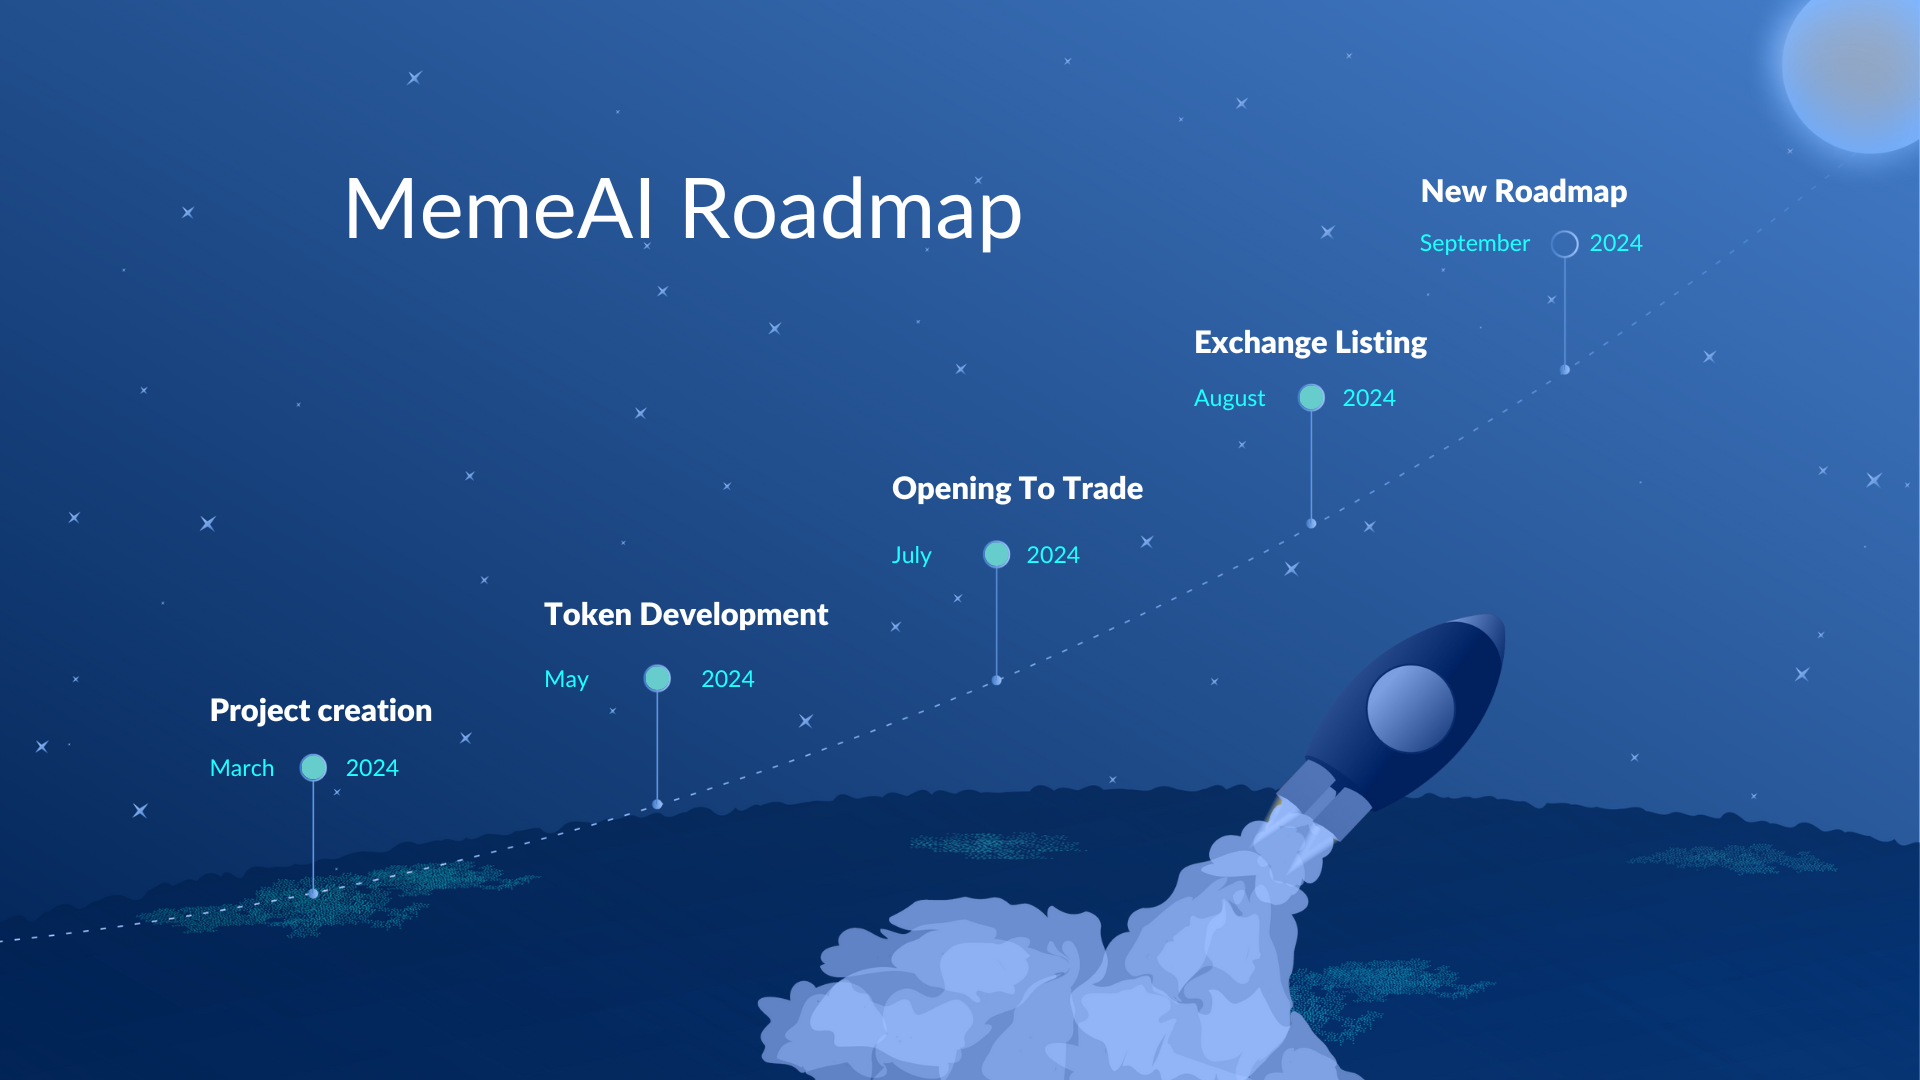 MemeAI Roadmap
Project creation
March 2024
Token Development
May 2024
Opening To Trade
July 2024
Exchange Listing
August 2024
New Roadmap
September 2024